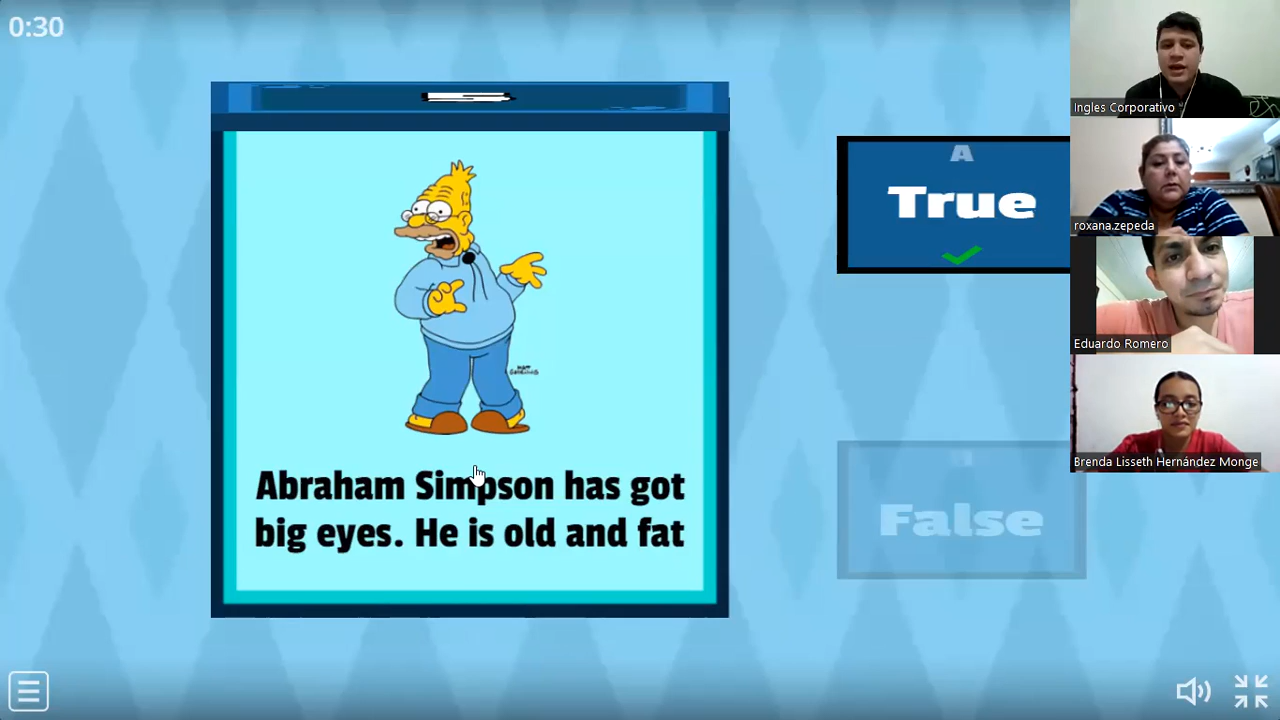 0:30
A
True
Abraham Simpson has got
big eyes. He is old and fat
False
Ingles Corporativo
roxana.zepeda
Eduardo Romero
Brenda Lisseth Hernández Monge